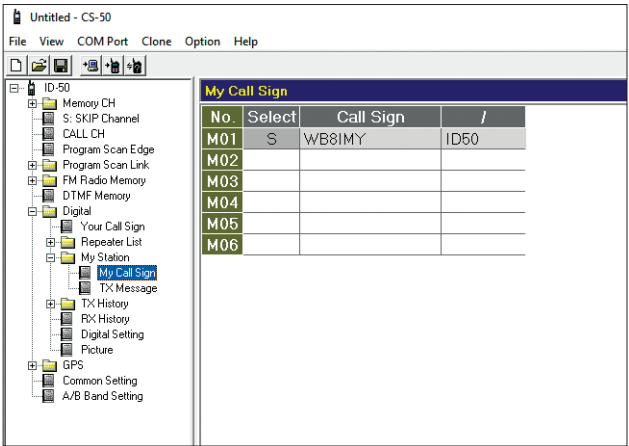 Untitled - CS-50
File View COM Port Clone Option Help
ID-50
Memory CH
S: SKIP Channel
CALL CH
Program Scan Edge
Program Scan Link
FM Radio Memory
DTMF Memory
Digital
Your Call Sign
Repeater List
My Station
My Call Sign
TX Message
TX History
RX History
Digital Setting
Picture
GPS
Common Setting
A/B Band Setting
My Call Sign
No. Select Call Sign /
M01 S WB8IMY ID50
M02
M03
M04
M05
M06